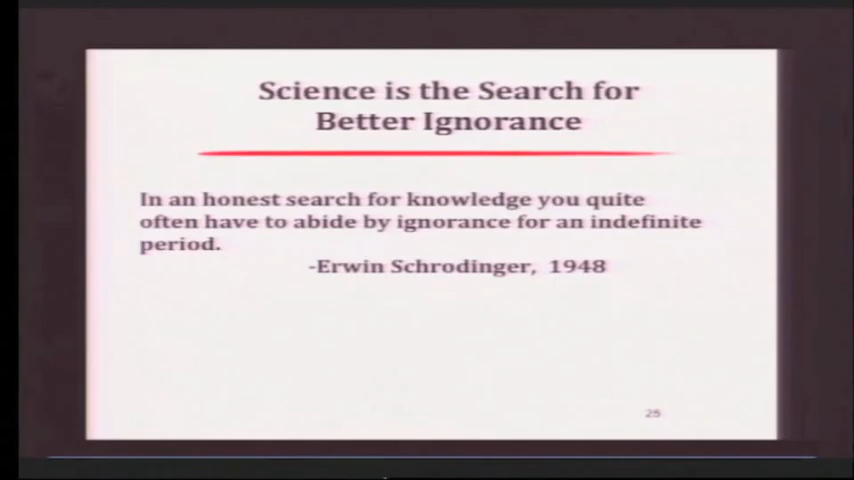 Science is the Search for
Better Ignorance
In an honest search for knowledge you quite
often have to abide by ignorance for an indefinite
period.
-Erwin Schrodinger, 1948
25